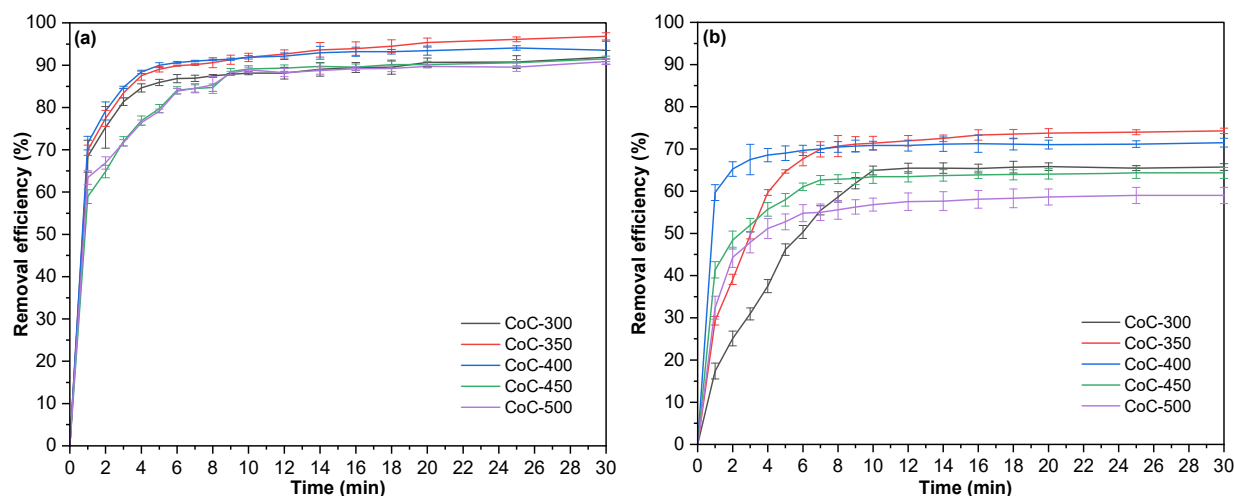 (a)
Removal efficiency (%)
100
90
80
70
60
50
40
30
20
10
0
CoC-300
CoC-350
CoC-400
CoC-450
CoC-500
0 2 4 6 8 10 12 14 16 18 20 22 24 26 28 30
Time (min)
(b)
Removal efficiency (%)
100
90
80
70
60
50
40
30
20
10
0
CoC-300
CoC-350
CoC-400
CoC-450
CoC-500
0 2 4 6 8 10 12 14 16 18 20 22 24 26 28 30
Time (min)